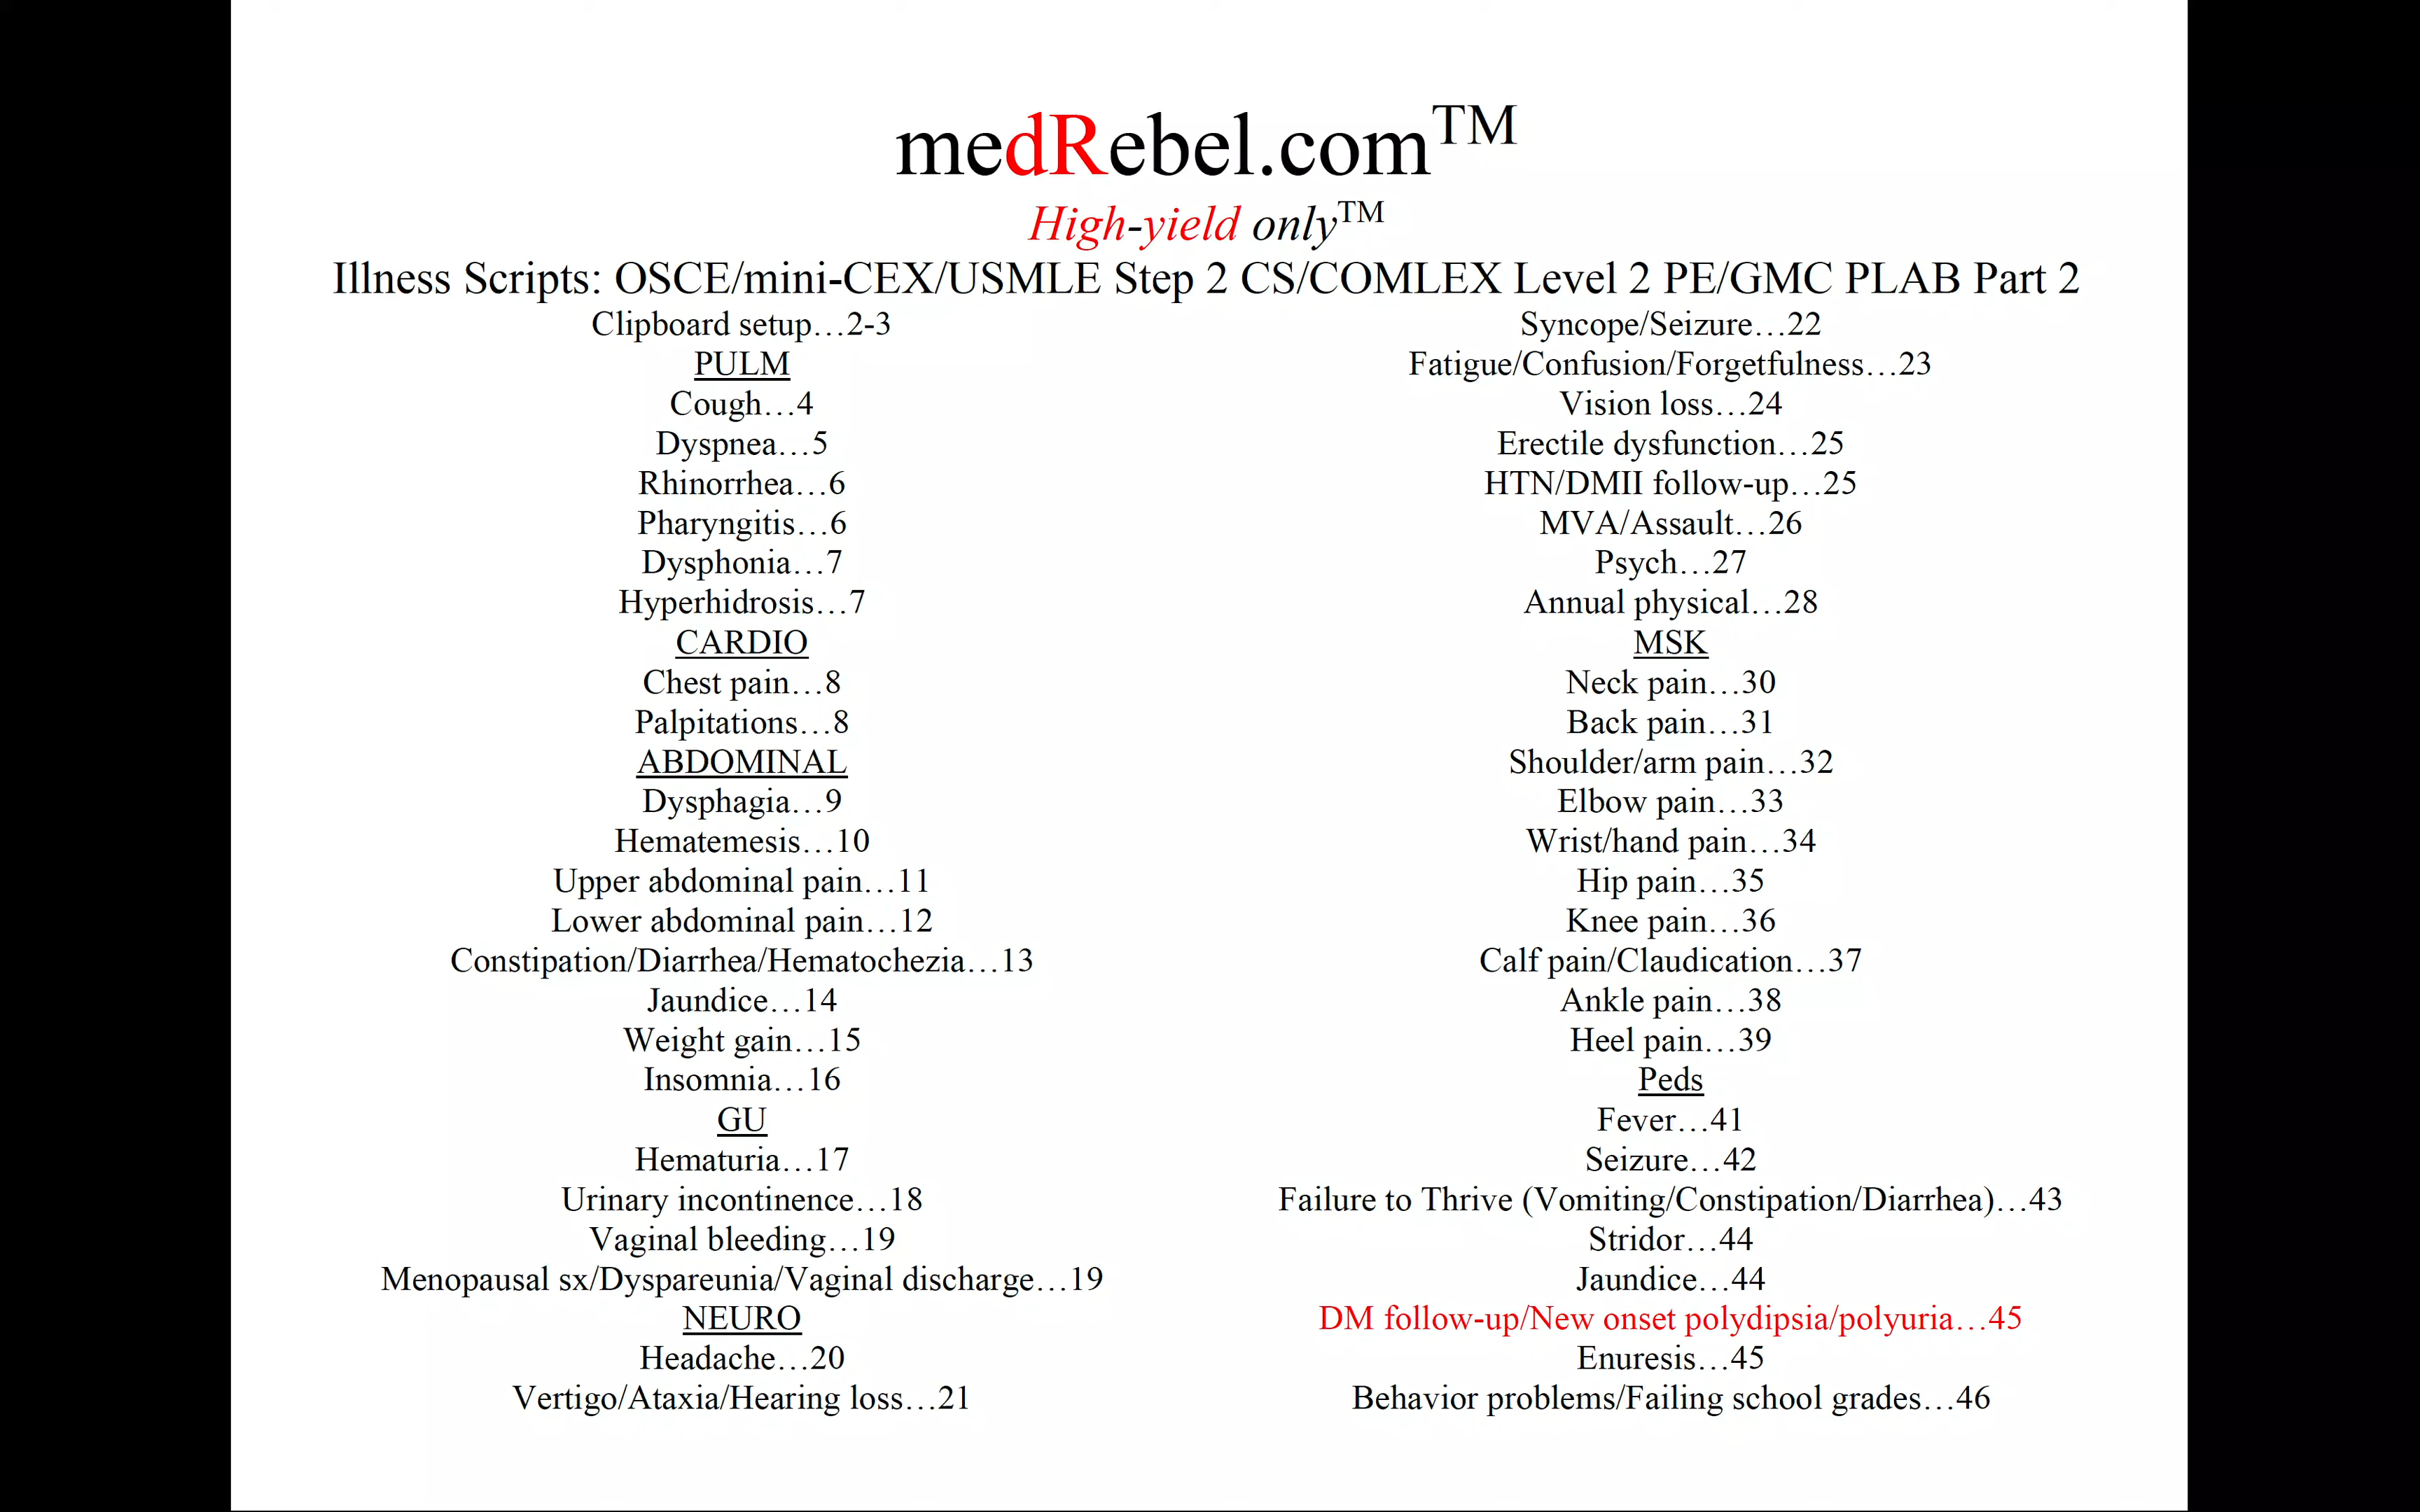 medRebel.com™
High-yield only™
Illness Scripts: OSCE/mini-CEX/USMLE Step 2 CS/COMLEX Level 2 PE/GMC PLAB Part 2
Clipboard setup…2-3
PULM
Cough…4
Dyspnea…5
Rhinorrhea…6
Pharyngitis…6
Dysphonia…7
Hyperhidrosis…7
CARDIO
Chest pain…8
Palpitations…8
ABDOMINAL
Dysphagia…9
Hematemesis…10
Upper abdominal pain…11
Lower abdominal pain…12
Constipation/Diarrhea/Hematochezia…13
Jaundice…14
Weight gain…15
Insomnia…16
GU
Hematuria…17
Urinary incontinence…18
Vaginal bleeding…19
Menopausal sx/Dyspareunia/Vaginal discharge…19
NEURO
Headache…20
Vertigo/Ataxia/Hearing loss…21
Syncope/Seizure…22
Fatigue/Confusion/Forgetfulness…23
Vision loss…24
Erectile dysfunction…25
HTN/DMII follow-up…25
MVA/Assault…26
Psych…27
Annual physical…28
MSK
Neck pain…30
Back pain…31
Shoulder/arm pain…32
Elbow pain…33
Wrist/hand pain…34
Hip pain…35
Knee pain…36
Calf pain/Claudication…37
Ankle pain…38
Heel pain…39
Peds
Fever…41
Seizure…42
Failure to Thrive (Vomiting/Constipation/Diarrhea)…43
Stridor…44
Jaundice…44
DM follow-up/New onset polydipsia/polyuria…45
Enuresis…45
Behavior problems/Failing school grades…46